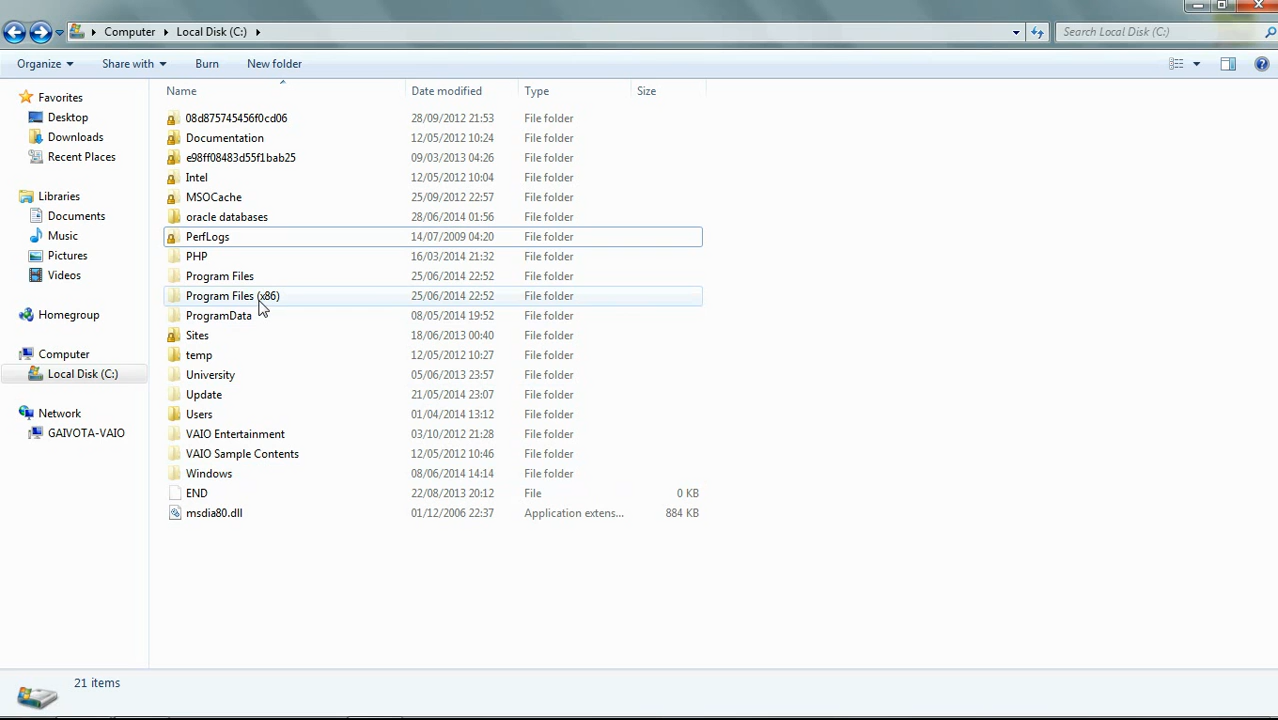 Computer Local Disk (C:) Search Local Disk (C:)
Organize Share with Burn New folder
Name Date modified Type Size
Favorites
Desktop
Downloads
Recent Places
Libraries
Documents
Music
Pictures
Videos
Homegroup
Computer
Local Disk (C:)
Network
GAIVOTA-VAIO
08d875745456f0cd06 28/09/2012 21:53 File folder
Documentation 12/05/2012 10:24 File folder
e98ff08483d55f1bab25 09/03/2013 04:26 File folder
Intel 12/05/2012 10:04 File folder
MSOCache 25/09/2012 22:57 File folder
oracle databases 28/06/2014 01:56 File folder
PerfLogs 14/07/2009 04:20 File folder
PHP 16/03/2014 21:32 File folder
Program Files 25/06/2014 22:52 File folder
Program Files (x86) 25/06/2014 22:52 File folder
ProgramData 08/05/2014 19:52 File folder
Sites 18/06/2013 00:40 File folder
temp 12/05/2012 10:27 File folder
University 05/06/2013 23:57 File folder
Update 21/05/2014 23:07 File folder
Users 01/04/2014 13:12 File folder
VAIO Entertainment 03/10/2012 21:28 File folder
VAIO Sample Contents 12/05/2012 10:46 File folder
Windows 08/06/2014 14:14 File folder
END 22/08/2013 20:12 File 0 KB
msdia80.dll 01/12/2006 22:37 Application extens... 884 KB
21 items